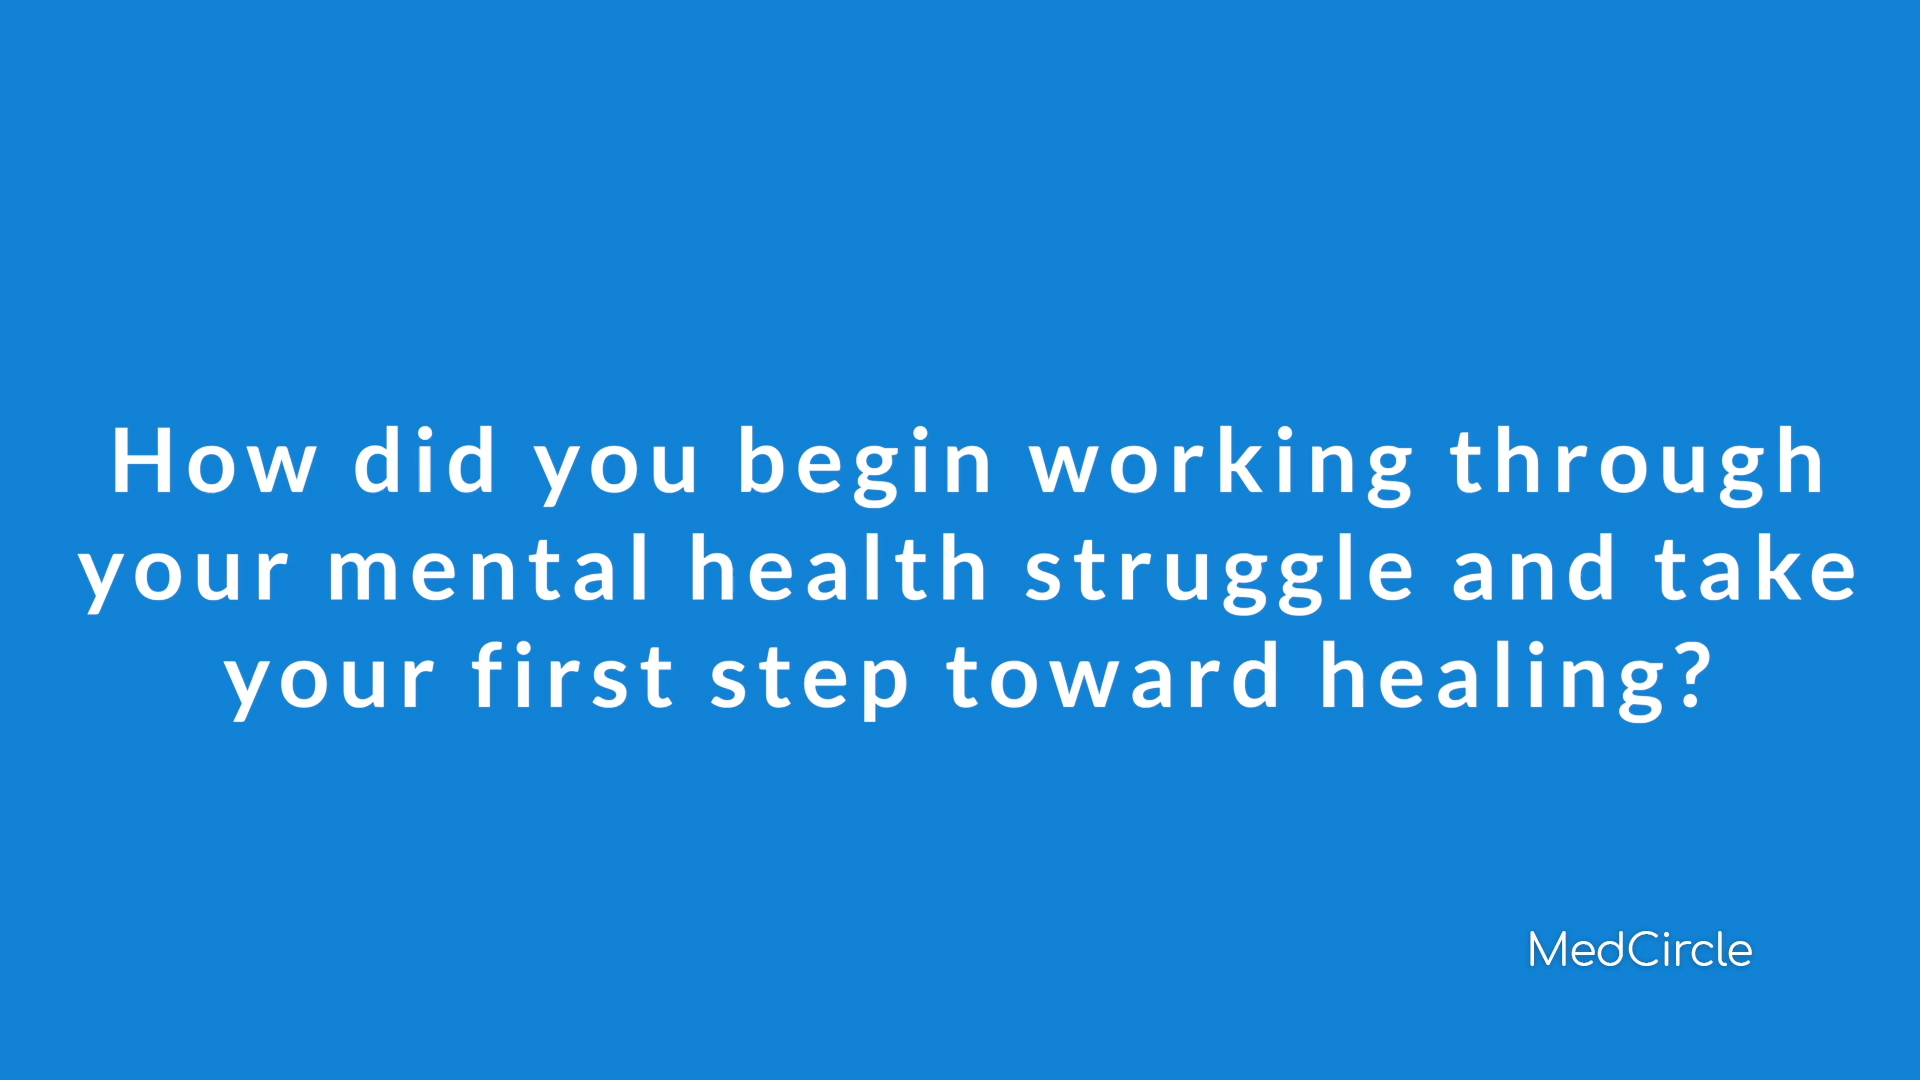 How did you begin working through
your mental health struggle and take
your first step toward healing?
MedCircle